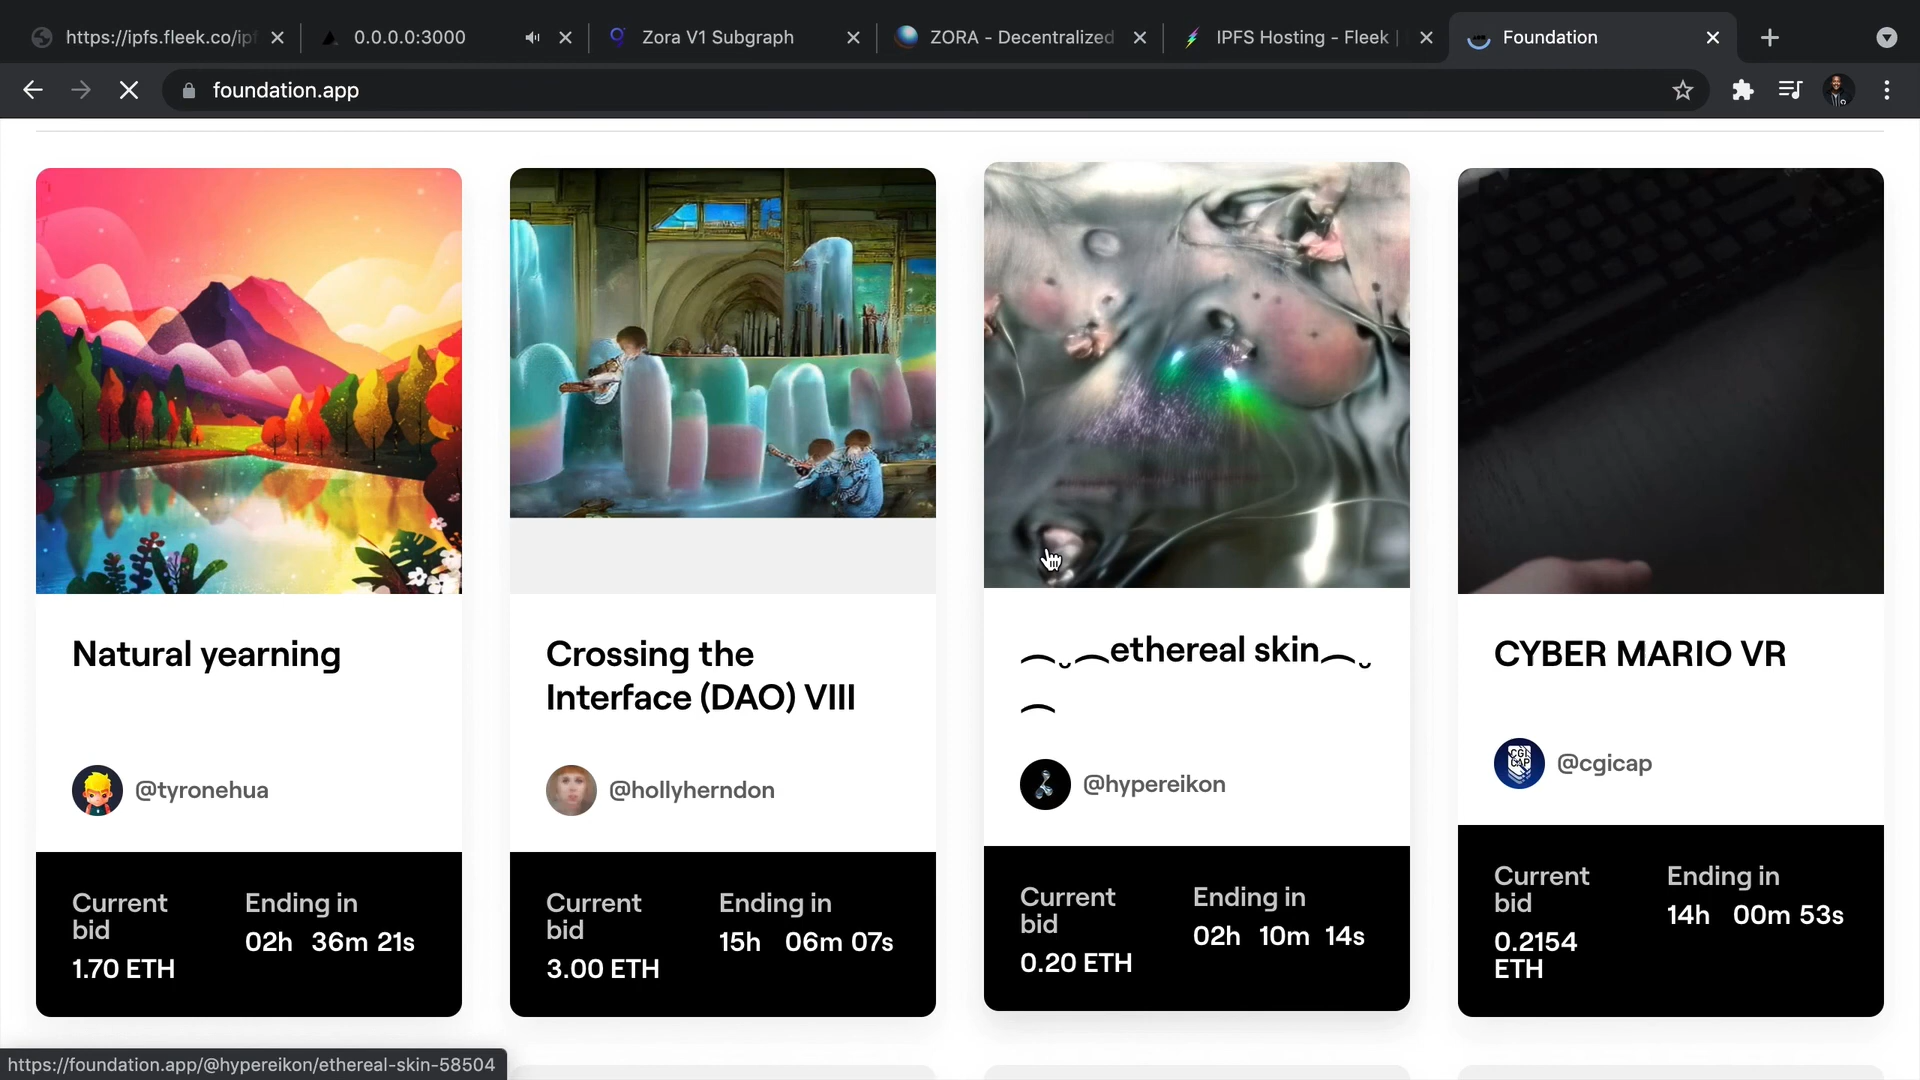 https://ipfs.fleek.co/ipf
0.0.0.0:3000
Zora V1 Subgraph
ZORA - Decentralized
IPFS Hosting - Fleek |
Foundation
foundation.app
Natural yearning
@tyronehua
Current
bid
1.70 ETH
Ending in
02h 36m 21s
Crossing the
Interface (DAO) VIII
@hollyherndon
Current
bid
3.00 ETH
Ending in
15h 06m 07s
⁔͜⁔ethereal skin⁔͜
⁔
@hypereikon
Current
bid
0.20 ETH
Ending in
02h 10m 14s
CYBER MARIO VR
CGI
CAP
@cgicap
Current
bid
0.2154
ETH
Ending in
14h 00m 53s
https://foundation.app/@hypereikon/ethereal-skin-58504